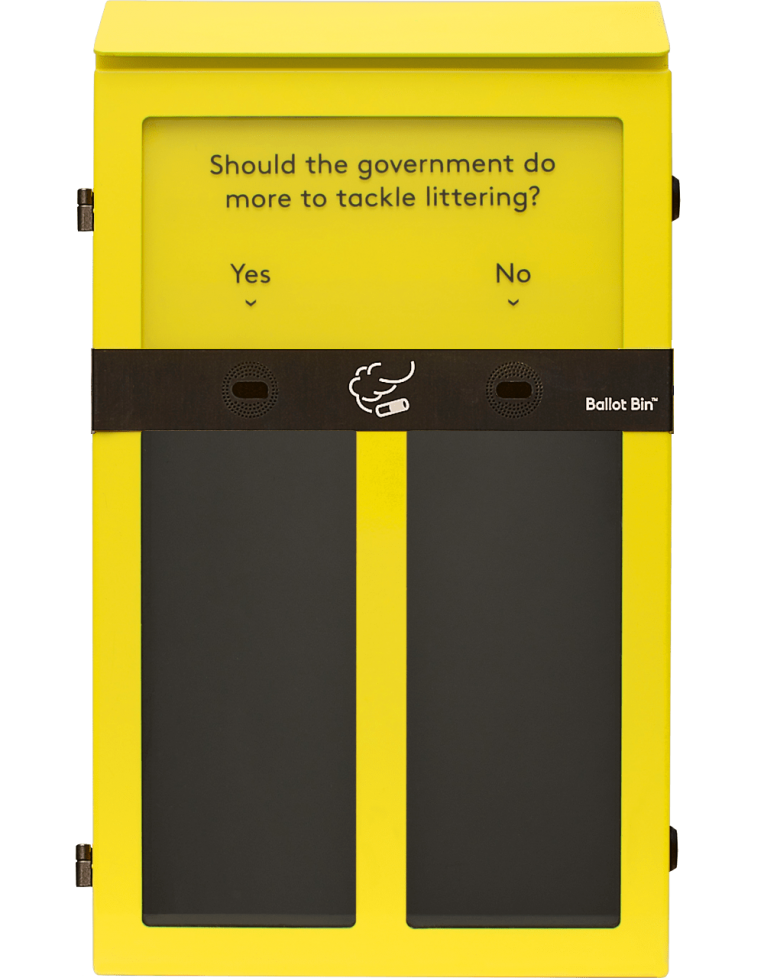 Should the government do
more to tackle littering?
Yes
No
Ballot Bin™